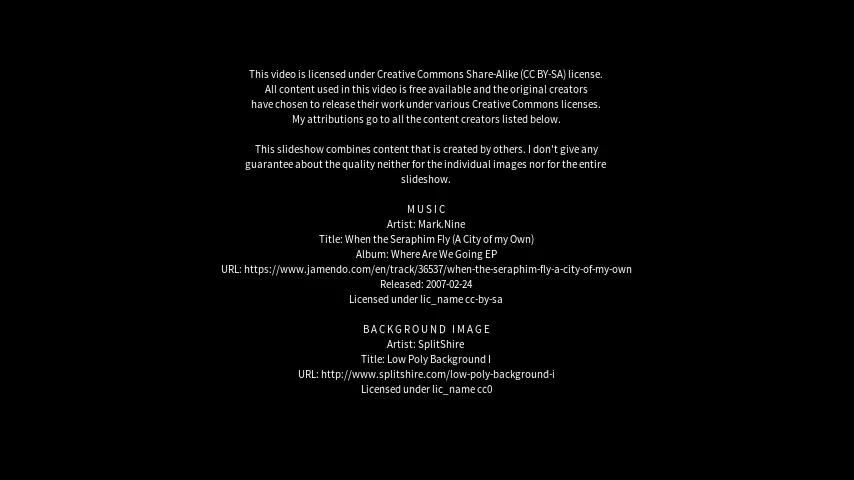 This video is licensed under Creative Commons Share-Alike (CC BY-SA) license.
All content used in this video is free available and the original creators
have chosen to release their work under various Creative Commons licenses.
My attributions go to all the content creators listed below.
This slideshow combines content that is created by others. I don't give any
guarantee about the quality neither for the individual images nor for the entire
slideshow.
MUSIC
Artist: Mark.Nine
Title: When the Seraphim Fly (A City of my Own)
Album: Where Are We Going EP
URL: https://www.jamendo.com/en/track/36537/when-the-seraphim-fly-a-city-of-my-own
Released: 2007-02-24
Licensed under lic_name cc-by-sa
BACKGROUND IMAGE
Artist: SplitShire
Title: Low Poly Background I
URL: http://www.splitshire.com/low-poly-background-i
Licensed under lic_name cc0